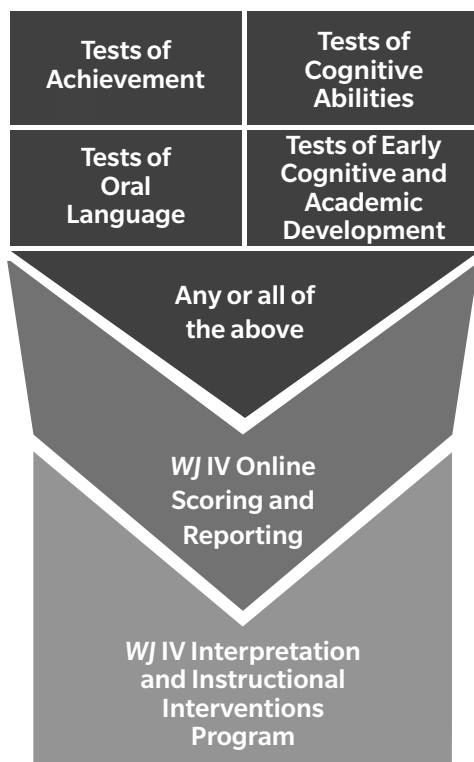 Tests of
Achievement
Tests of
Cognitive
Abilities
Tests of
Oral
Language
Tests of Early
Cognitive and
Academic
Development
Any or all of
the above
WJ IV Online
Scoring and
Reporting
WJ IV Interpretation
and Instructional
Interventions
Program